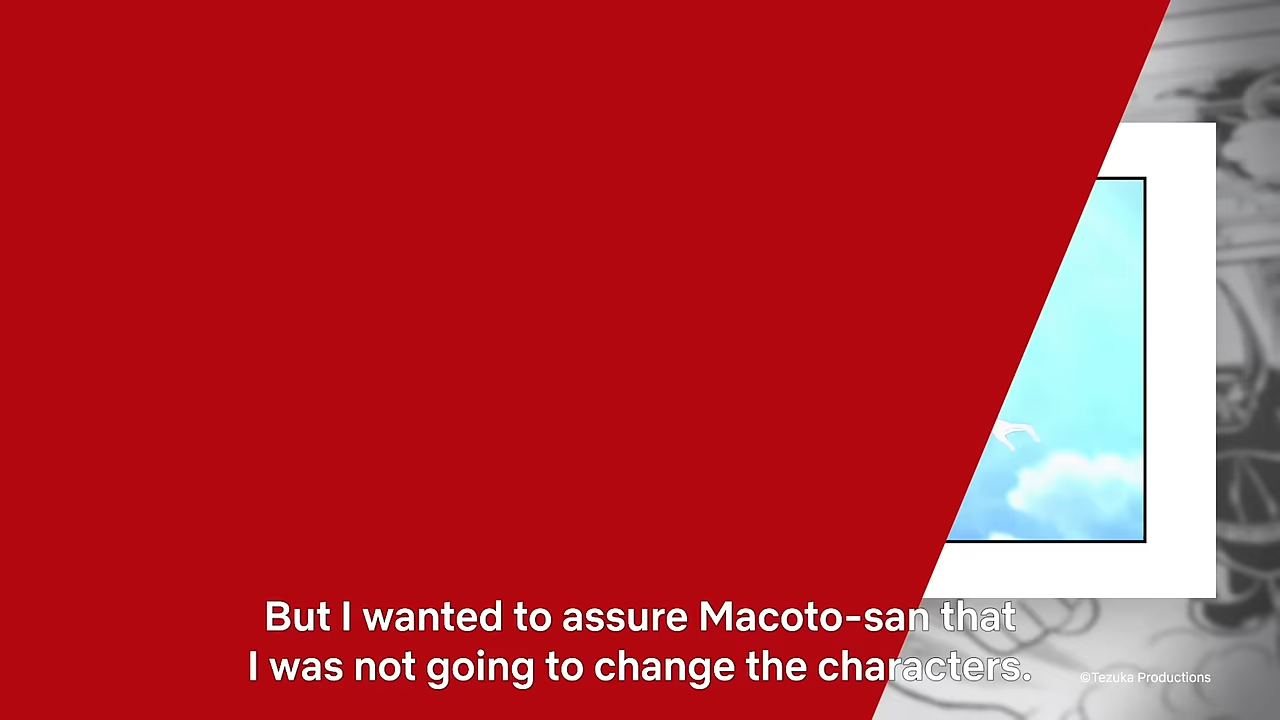 But I wanted to assure Macoto-san that
I was not going to change the characters.
©Tezuka Productions